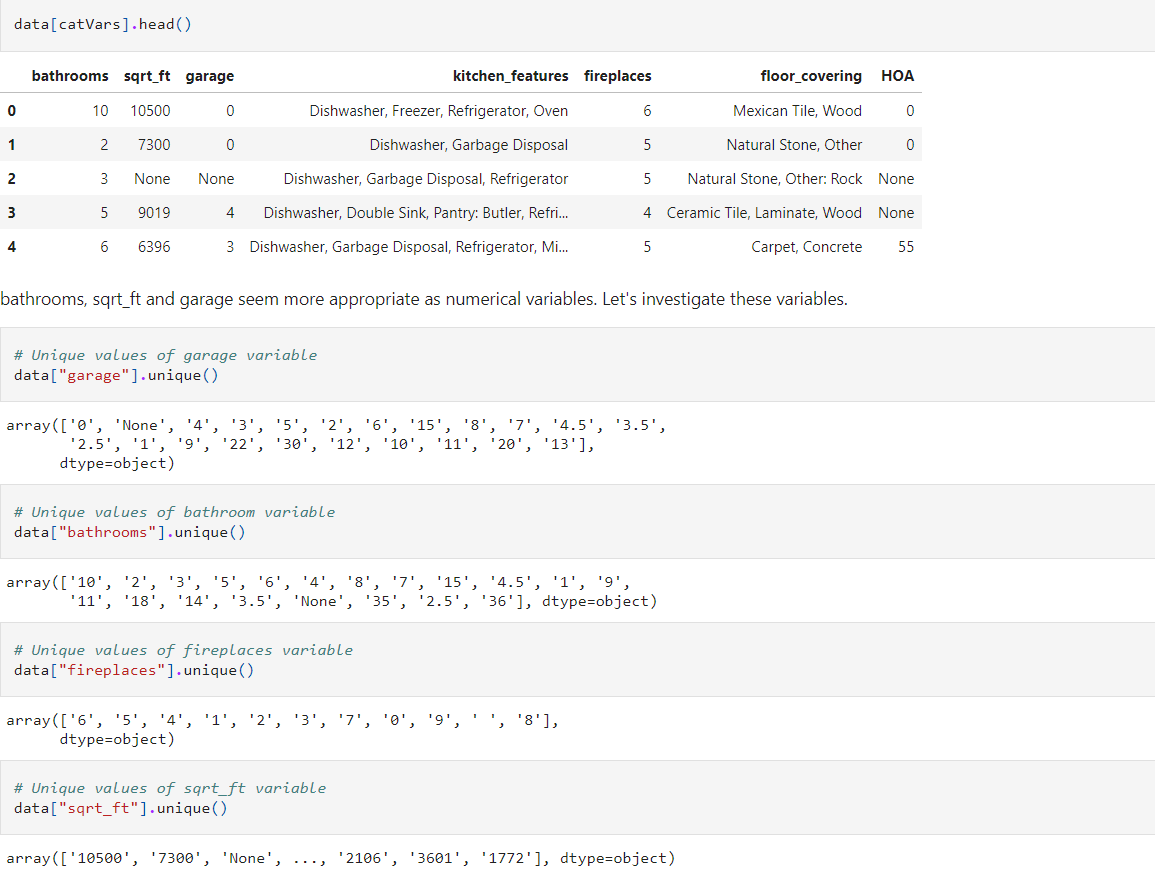 data[catVars].head()
bathrooms sqrt_ft garage kitchen_features fireplaces floor_covering HOA
0 10 10500 0 Dishwasher, Freezer, Refrigerator, Oven 6 Mexican Tile, Wood 0
1 2 7300 0 Dishwasher, Garbage Disposal 5 Natural Stone, Other 0
2 3 None None Dishwasher, Garbage Disposal, Refrigerator 5 Natural Stone, Other: Rock None
3 5 9019 4 Dishwasher, Double Sink, Pantry: Butler, Refri... 4 Ceramic Tile, Laminate, Wood None
4 6 6396 3 Dishwasher, Garbage Disposal, Refrigerator, Mi... 5 Carpet, Concrete 55
bathrooms, sqrt_ft and garage seem more appropriate as numerical variables. Let's investigate these variables.
# Unique values of garage variable
data["garage"].unique()
array(['0', 'None', '4', '3', '5', '2', '6', '15', '8', '7', '4.5', '3.5',
'2.5', '1', '9', '22', '30', '12', '10', '11', '20', '13'],
dtype=object)
# Unique values of bathroom variable
data["bathrooms"].unique()
array(['10', '2', '3', '5', '6', '4', '8', '7', '15', '4.5', '1', '9',
'11', '18', '14', '3.5', 'None', '35', '2.5', '36'], dtype=object)
# Unique values of fireplaces variable
data["fireplaces"].unique()
array(['6', '5', '4', '1', '2', '3', '7', '0', '9', ' ', '8'],
dtype=object)
# Unique values of sqrt_ft variable
data["sqrt_ft"].unique()
array(['10500', '7300', 'None', ..., '2106', '3601', '1772'], dtype=object)